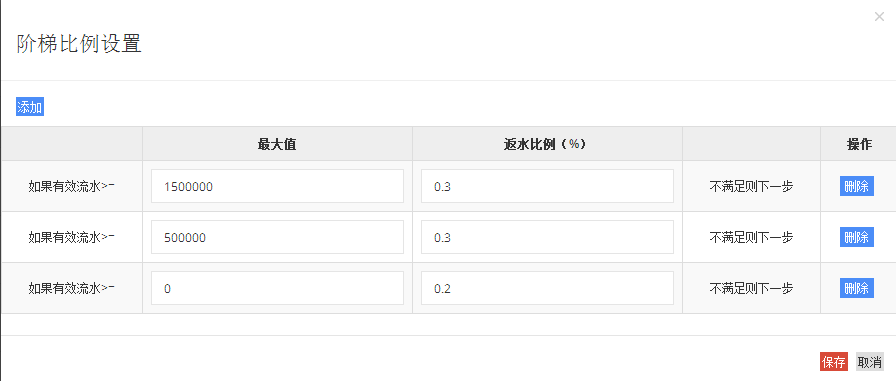 ×
阶梯比例设置
添加
最大值 返水比例（%） 操作
如果有效流水>= 1500000 0.3 不满足则下一步 删除
如果有效流水>= 500000 0.3 不满足则下一步 删除
如果有效流水>= 0 0.2 不满足则下一步 删除
保存 取消